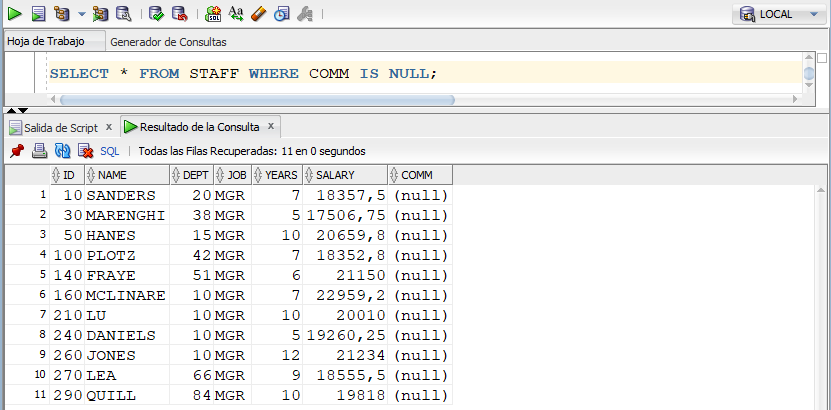 SQL Aa LOCAL
Hoja de Trabajo Generador de Consultas
SELECT * FROM STAFF WHERE COMM IS NULL;
Salida de Script x Resultado de la Consulta x
SQL | Todas las Filas Recuperadas: 11 en 0 segundos
ID NAME DEPT JOB YEARS SALARY COMM
1 10 SANDERS 20 MGR 7 18357,5 (null)
2 30 MARENGHI 38 MGR 5 17506,75 (null)
3 50 HANES 15 MGR 10 20659,8 (null)
4 100 PLOTZ 42 MGR 7 18352,8 (null)
5 140 FRAYE 51 MGR 6 21150 (null)
6 160 MCLINARE 10 MGR 7 22959,2 (null)
7 210 LU 10 MGR 10 20010 (null)
8 240 DANIELS 10 MGR 5 19260,25 (null)
9 260 JONES 10 MGR 12 21234 (null)
10 270 LEA 66 MGR 9 18555,5 (null)
11 290 QUILL 84 MGR 10 19818 (null)